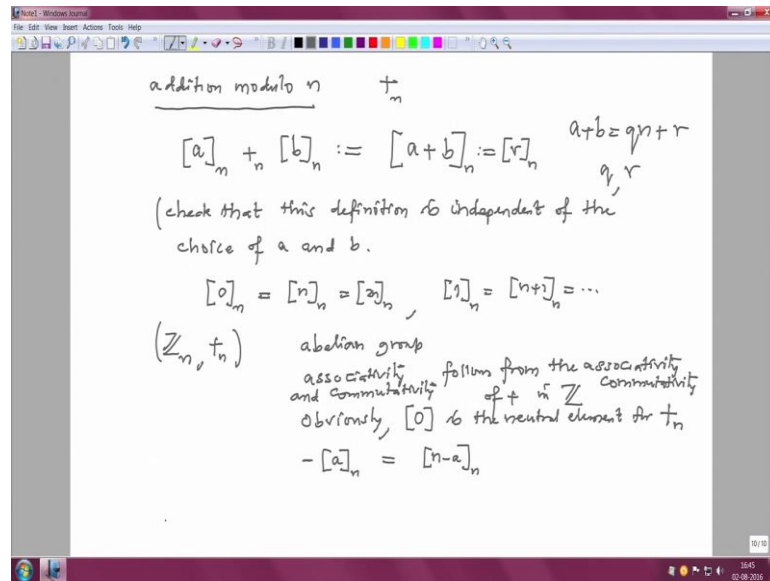 Note1 - Windows Journal
File Edit View Insert Actions Tools Help
addition modulo n +ₙ
[a]ₙ +ₙ [b]ₙ := [a+b]ₙ := [r]ₙ a+b = qn + r
q, r
(check that this definition is independent of the
choice of a and b.
[0]ₙ = [n]ₙ = [2n]ₙ, [1]ₙ = [n+1]ₙ = ...
(ℤₙ, +ₙ) abelian group
associativity follows from the associativity
and commutativity of + in ℤ commutativity
Obviously, [0] is the neutral element for +ₙ
-[a]ₙ = [n-a]ₙ
10/10
16:45
02-08-2016